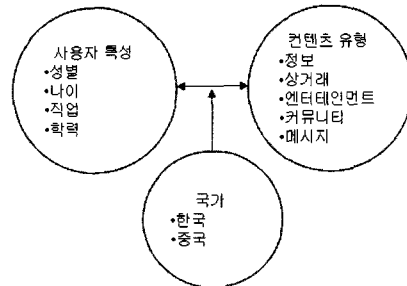 사용자 특성
•성별
•나이
•직업
•학력
컨텐츠 유형
•정보
•상거래
•엔터테인먼트
•커뮤니티
•메시지
국가
•한국
•중국